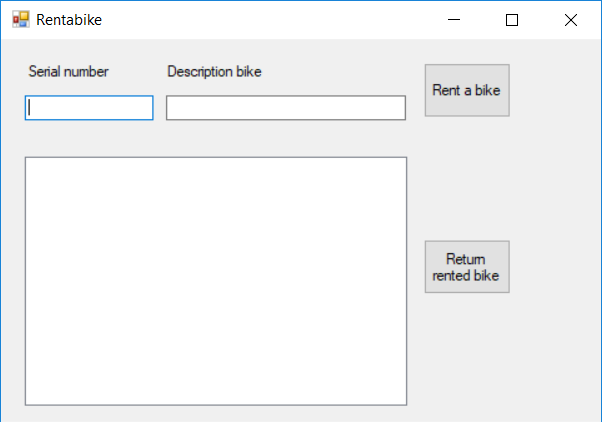 Rentabike
Serial number
Description bike
Rent a bike
Return
rented bike